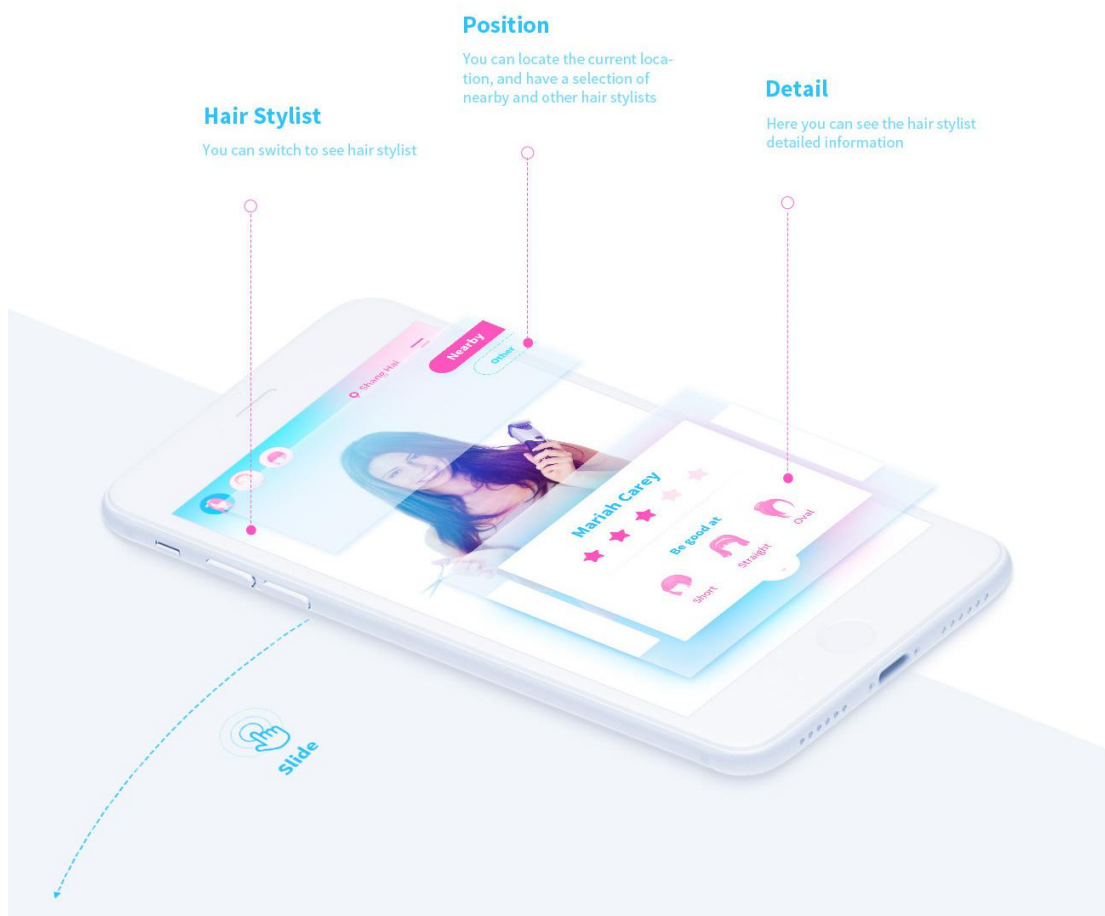 Position
You can locate the current loca-
tion, and have a selection of
nearby and other hair stylists
Detail
Here you can see the hair stylist
detailed information
Hair Stylist
You can switch to see hair stylist
Shang Hai
Nearby
Other
Mariah Carey
Be good at
Short
Straight
Oval
Slide